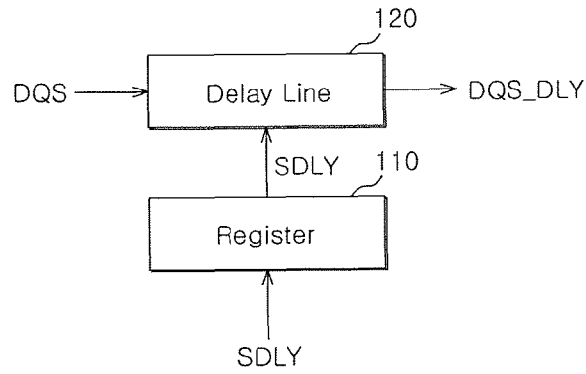 120
DQS
Delay Line
DQS_DLY
SDLY
110
Register
SDLY